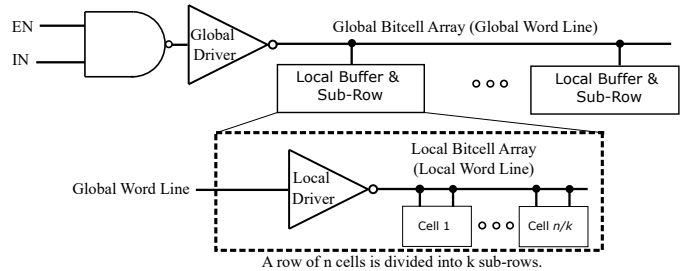 EN
IN
Global
Driver
Global Bitcell Array (Global Word Line)
Local Buffer &
Sub-Row
Local Buffer &
Sub-Row
Global Word Line
Local
Driver
Local Bitcell Array
(Local Word Line)
Cell 1
Cell n/k
A row of n cells is divided into k sub-rows.